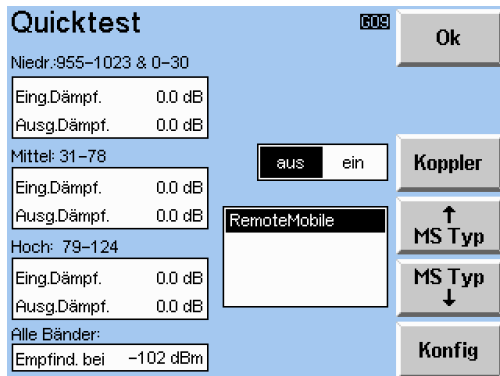 Quicktest
G09
Ok
Niedr.:955-1023 & 0-30
Eing.Dämpf. 0.0 dB
Ausg.Dämpf. 0.0 dB
Mittel: 31-78
aus ein
Koppler
Eing.Dämpf. 0.0 dB
Ausg.Dämpf. 0.0 dB
RemoteMobile
↑
MS Typ
Hoch: 79-124
Eing.Dämpf. 0.0 dB
Ausg.Dämpf. 0.0 dB
MS Typ
↓
Alle Bänder:
Empfind. bei -102 dBm
Konfig